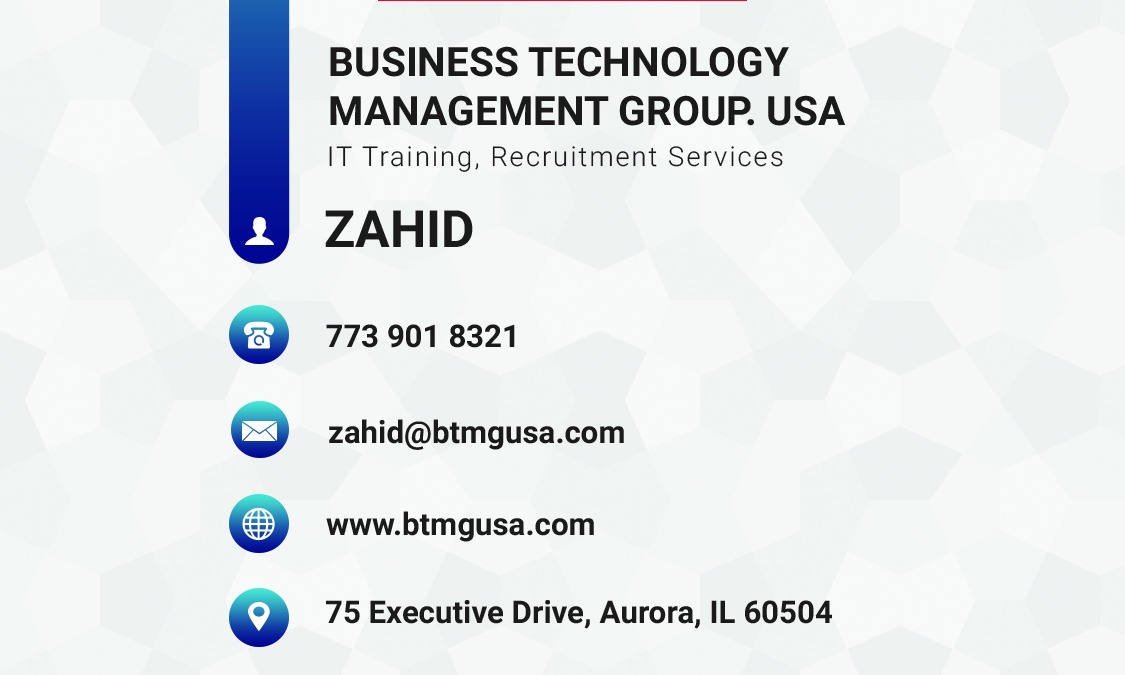 BUSINESS TECHNOLOGY
MANAGEMENT GROUP. USA
IT Training, Recruitment Services
ZAHID
773 901 8321
zahid@btmgusa.com
www.btmgusa.com
75 Executive Drive, Aurora, IL 60504